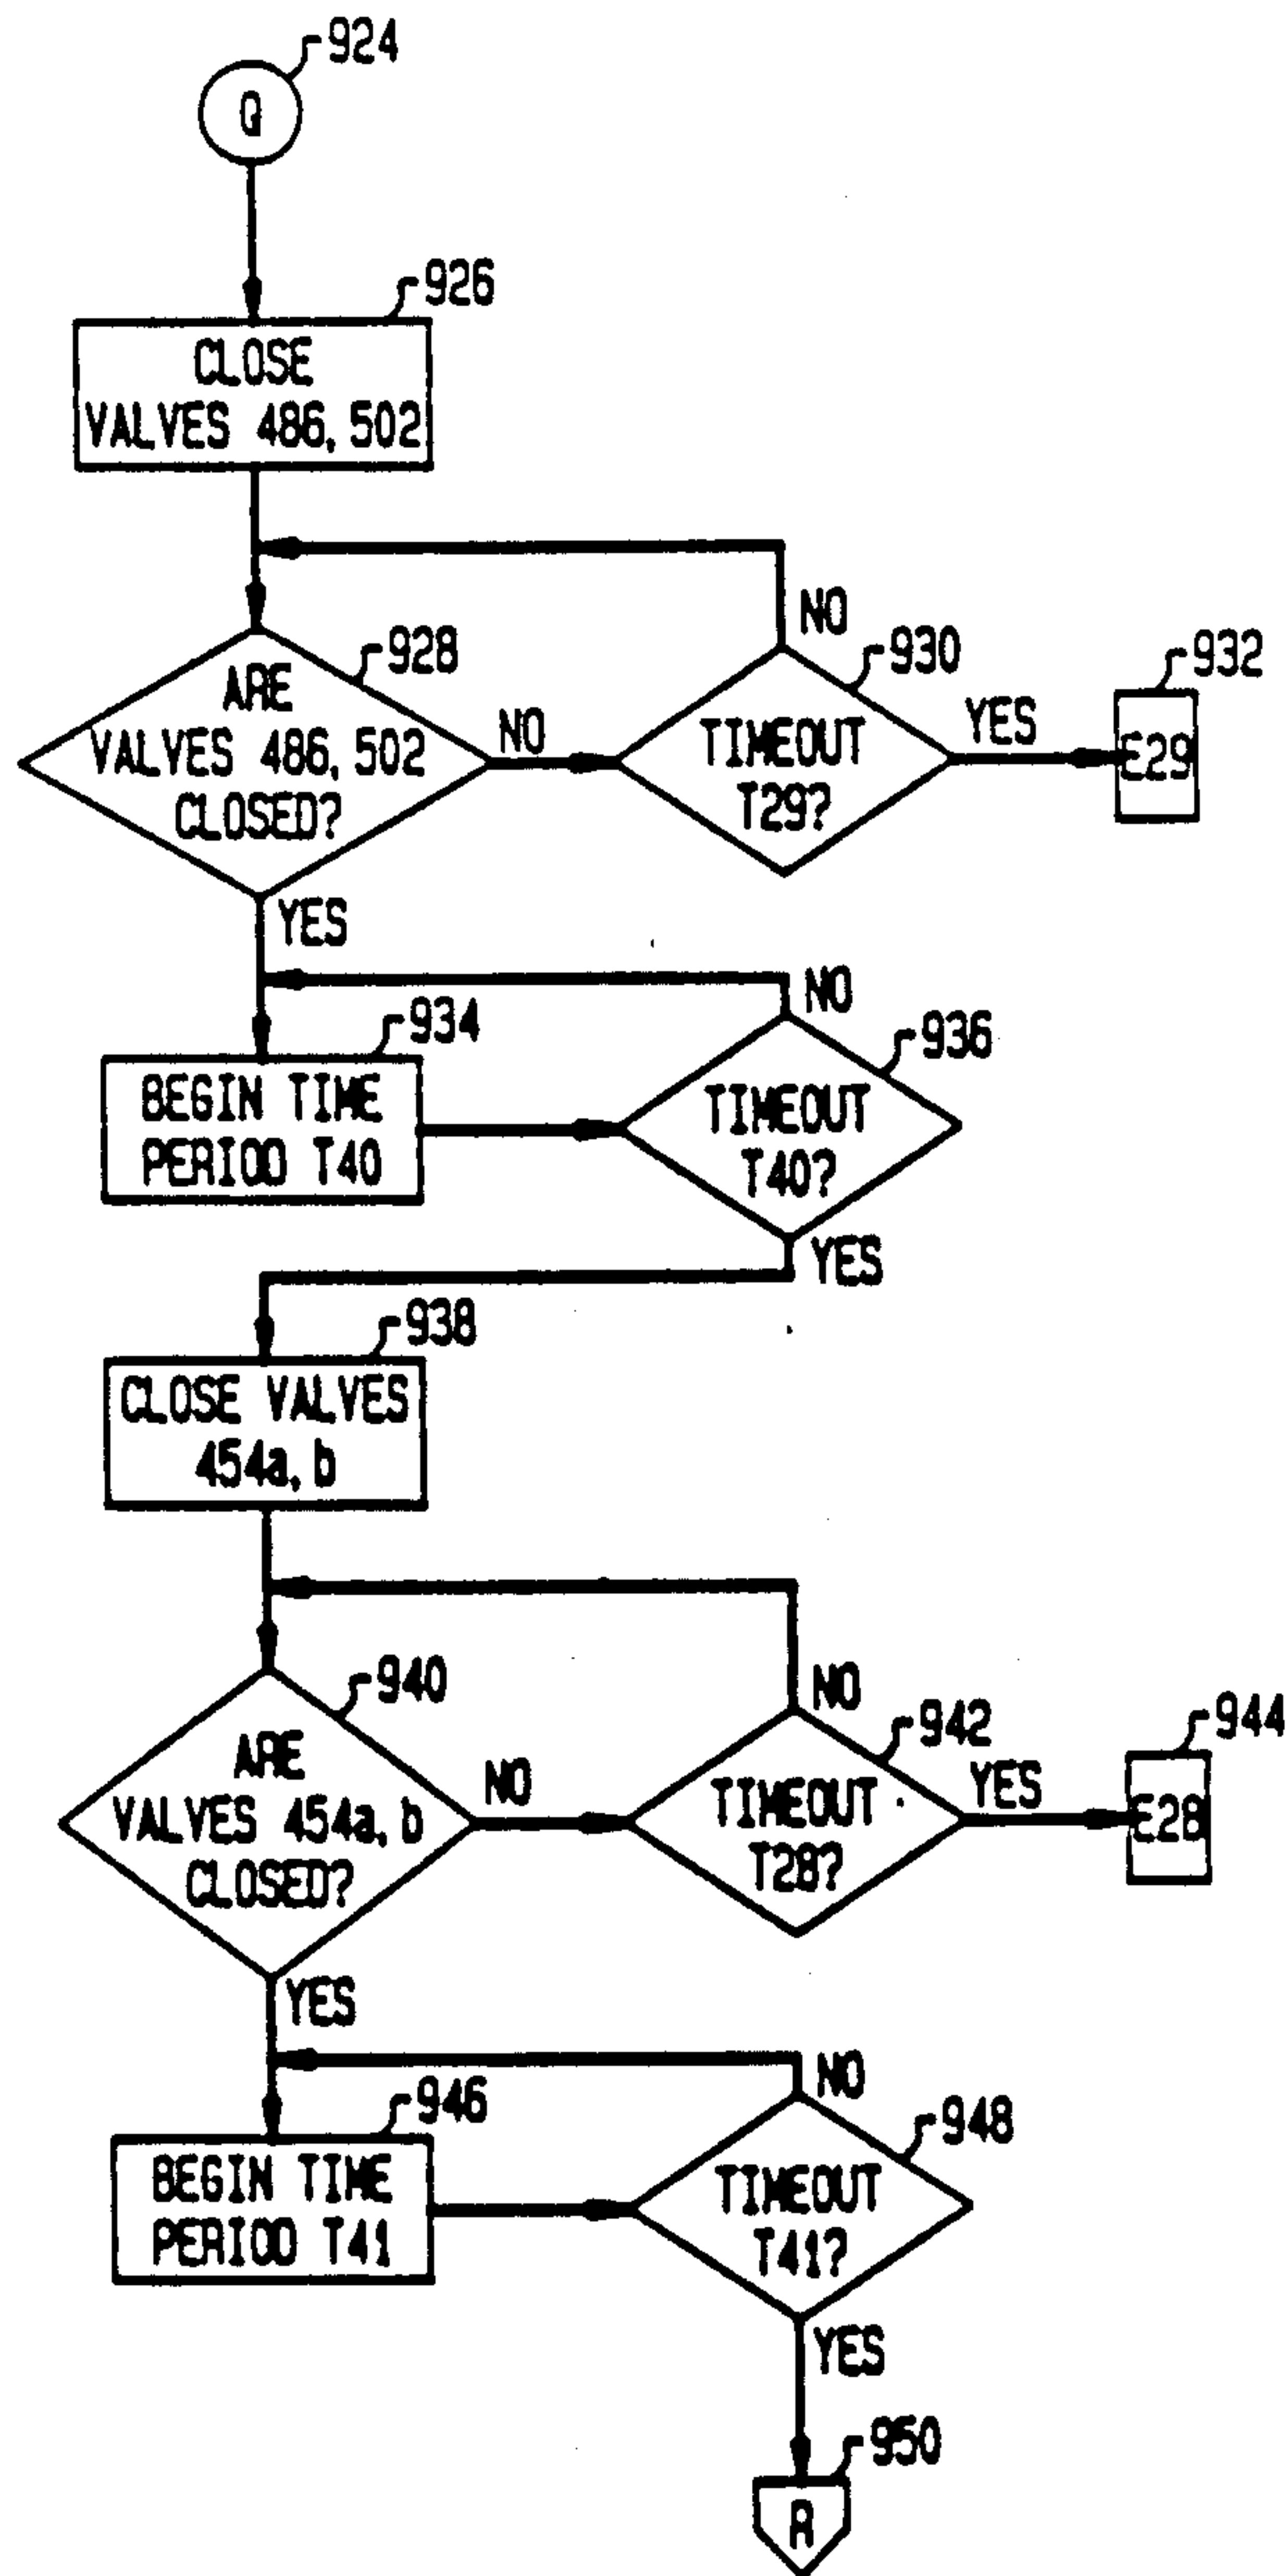 924
Q
926
CLOSE
VALVES 486, 502
NO
928
930
932
ARE
VALVES 486, 502
CLOSED?
NO
TIMEOUT
T29?
YES
E29
YES
NO
934
936
BEGIN TIME
PERIOD T40
TIMEOUT
T40?
YES
938
CLOSE VALVES
454a, b
NO
940
942
944
ARE
VALVES 454a, b
CLOSED?
NO
TIMEOUT
T28?
YES
E28
YES
NO
946
948
BEGIN TIME
PERIOD T41
TIMEOUT
T41?
YES
950
R